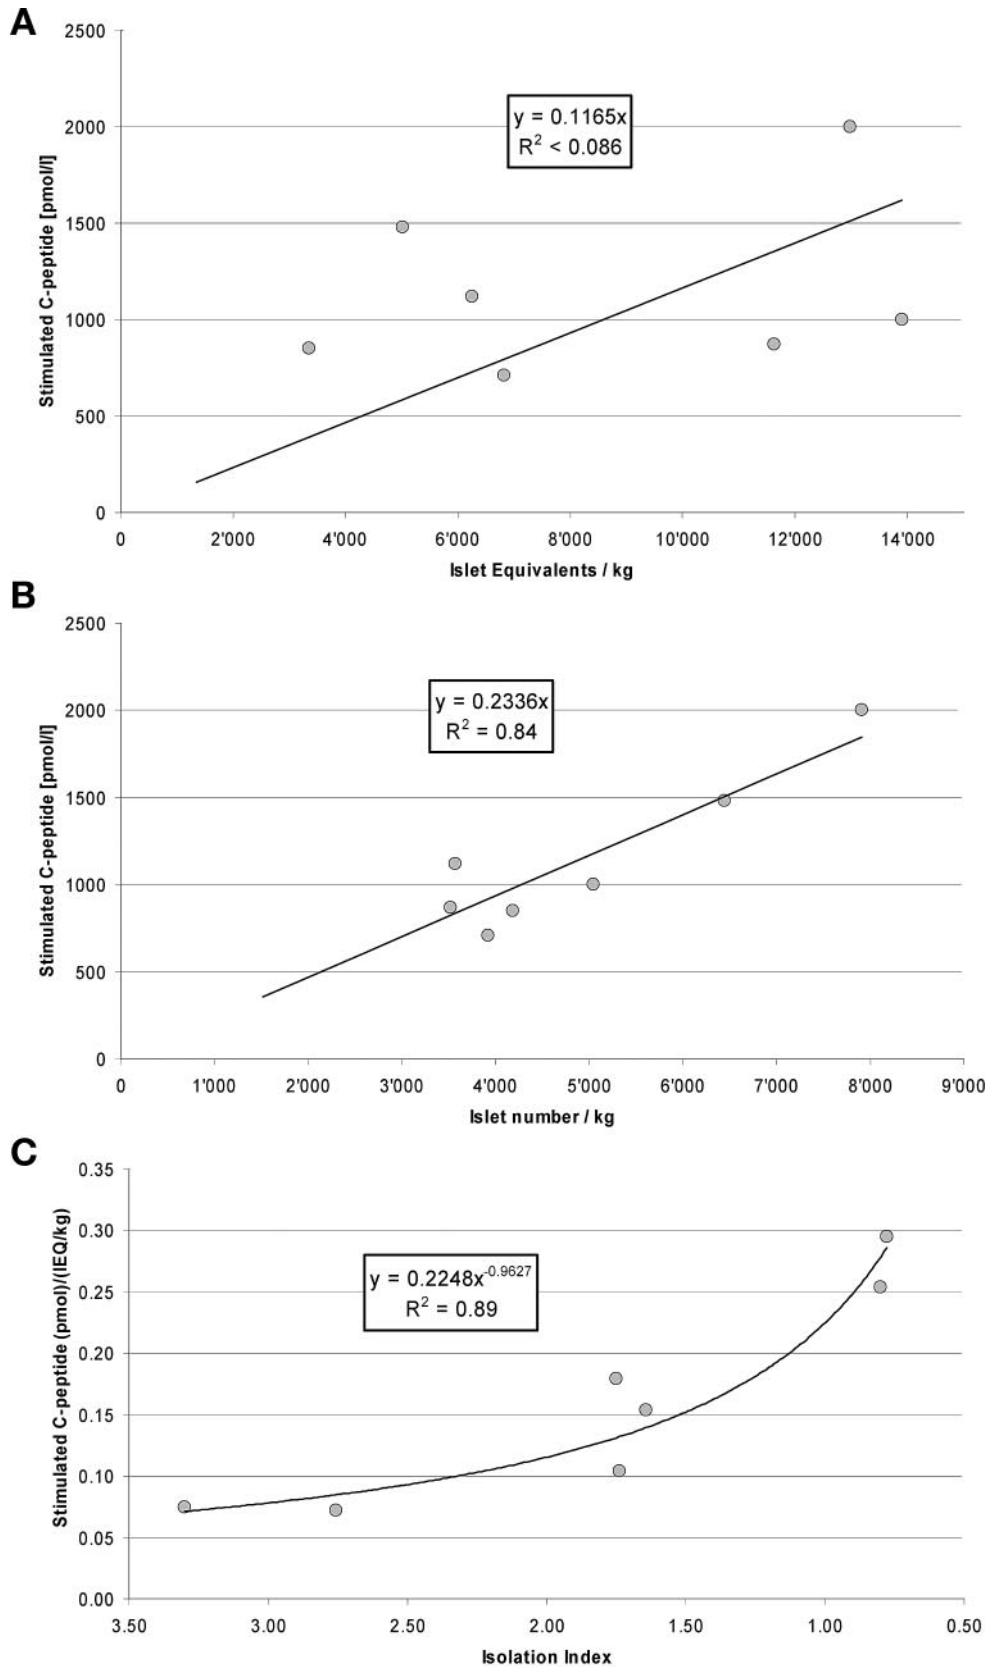 A
2500
2000
1500
1000
500
0
Stimulated C-peptide [pmol/l]
y = 0.1165x
R² < 0.086
0 2'000 4'000 6'000 8'000 10'000 12'000 14'000
Islet Equivalents / kg
B
2500
2000
1500
1000
500
0
Stimulated C-peptide [pmol/l]
y = 0.2336x
R² = 0.84
0 1'000 2'000 3'000 4'000 5'000 6'000 7'000 8'000 9'000
Islet number / kg
C
0.35
0.30
0.25
0.20
0.15
0.10
0.05
0.00
Stimulated C-peptide (pmol)/(IEQ/kg)
y = 0.2248x⁻⁰·⁹⁶²⁷
R² = 0.89
3.50 3.00 2.50 2.00 1.50 1.00 0.50
Isolation Index